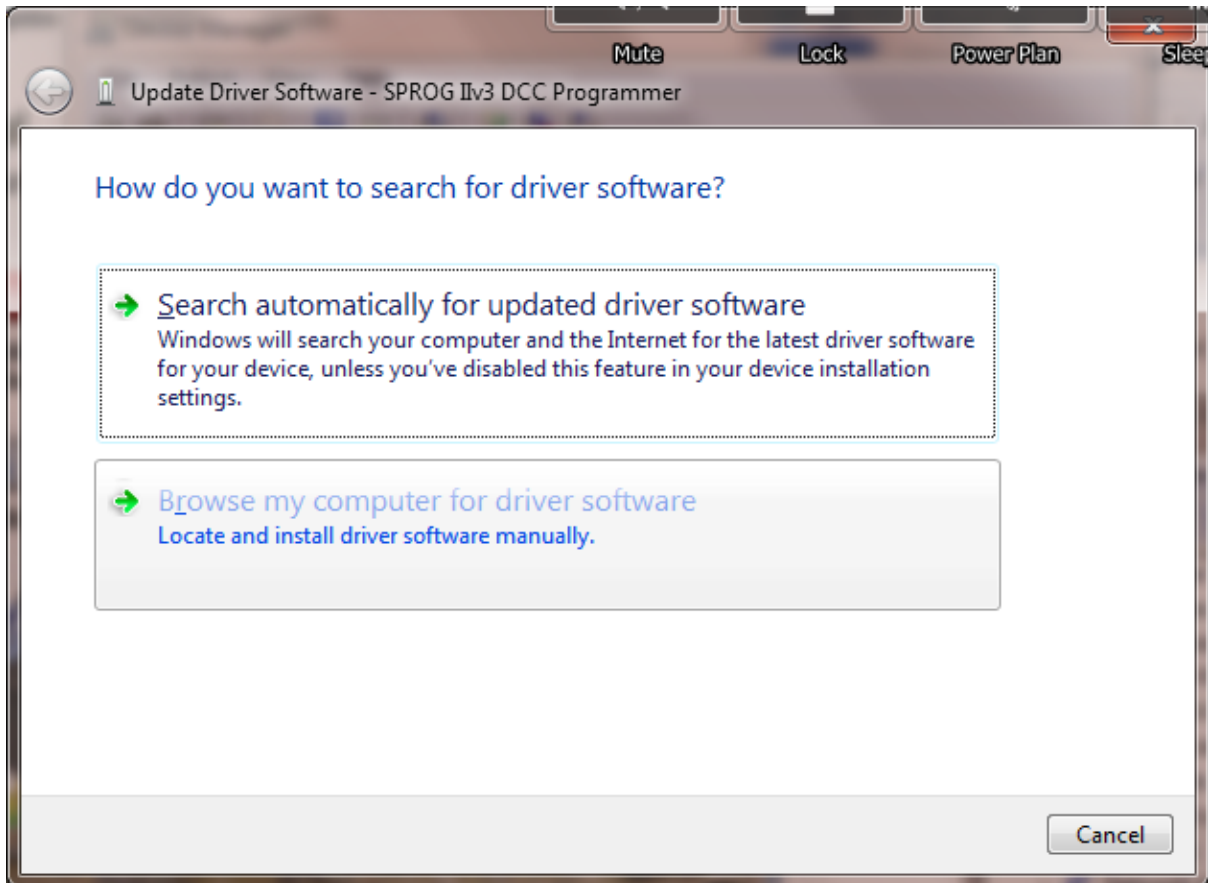 Mute Lock Power Plan
Update Driver Software - SPROG IIv3 DCC Programmer
How do you want to search for driver software?
Search automatically for updated driver software
Windows will search your computer and the Internet for the latest driver software
for your device, unless you've disabled this feature in your device installation
settings.
Browse my computer for driver software
Locate and install driver software manually.
Cancel